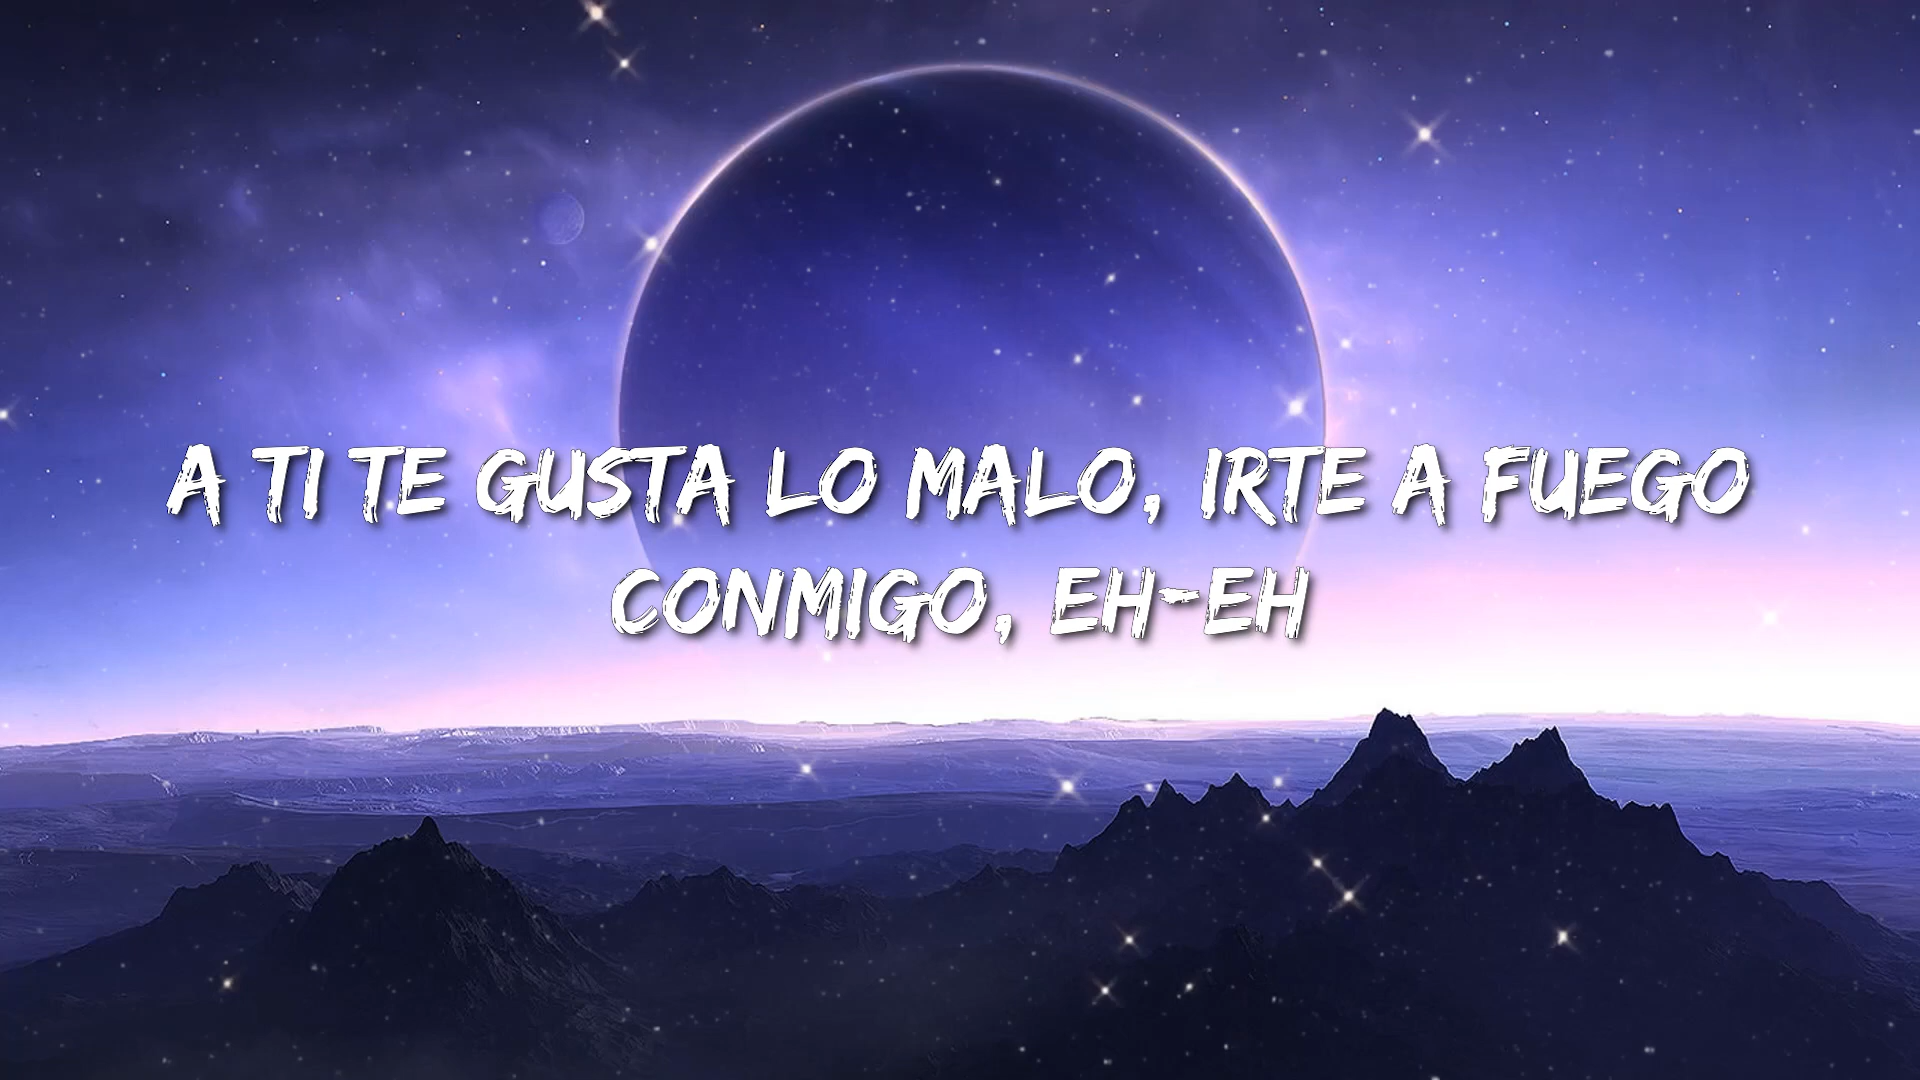 A TI TE GUSTA LO MALO, IRTE A FUEGO
CONMIGO, EH-EH